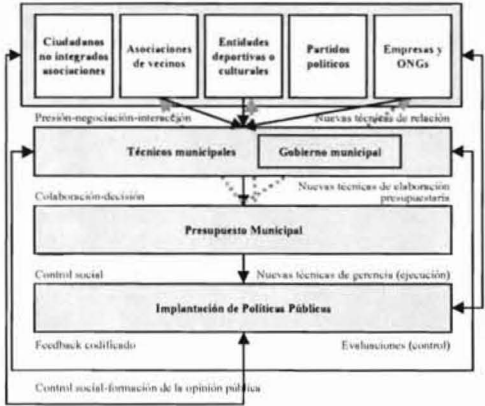 Ciudadanos
no integrados
asociaciones
Asociaciones
de vecinos
Entidades
deportivas o
culturales
Partidos
políticos
Empresas y
ONGs
Presión-negociación-interacción
Nuevas técnicas de relación
Técnicos municipales
Gobierno municipal
Colaboración-decisión
Nuevas técnicas de elaboración
presupuestaria
Presupuesto Municipal
Control social
Nuevas técnicas de gerencia (ejecución)
Implantación de Políticas Públicas
Feedback codificado
Evaluaciones (control)
Control social-formación de la opinión pública